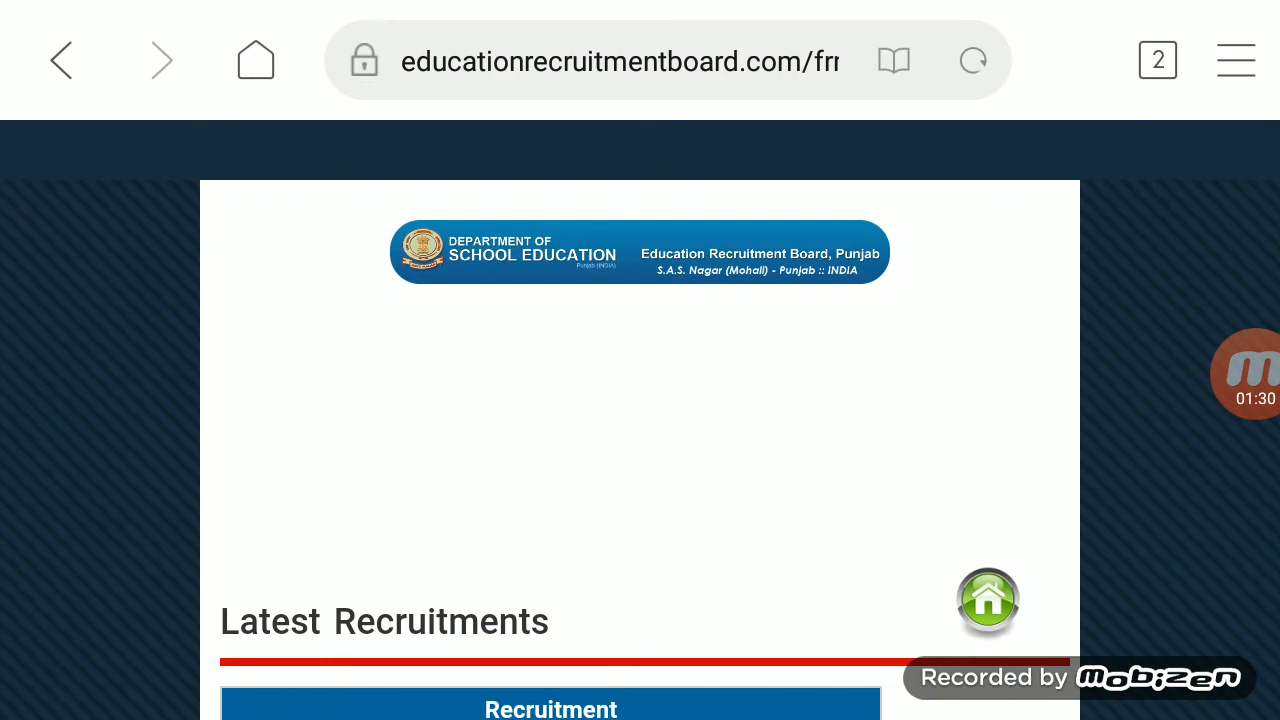 educationrecruitmentboard.com/frr
2
DEPARTMENT OF
SCHOOL EDUCATION
Punjab (INDIA)
Education Recruitment Board, Punjab
S.A.S. Nagar (Mohali) - Punjab :: INDIA
01:30
Latest Recruitments
Recorded by mobizen
Recruitment